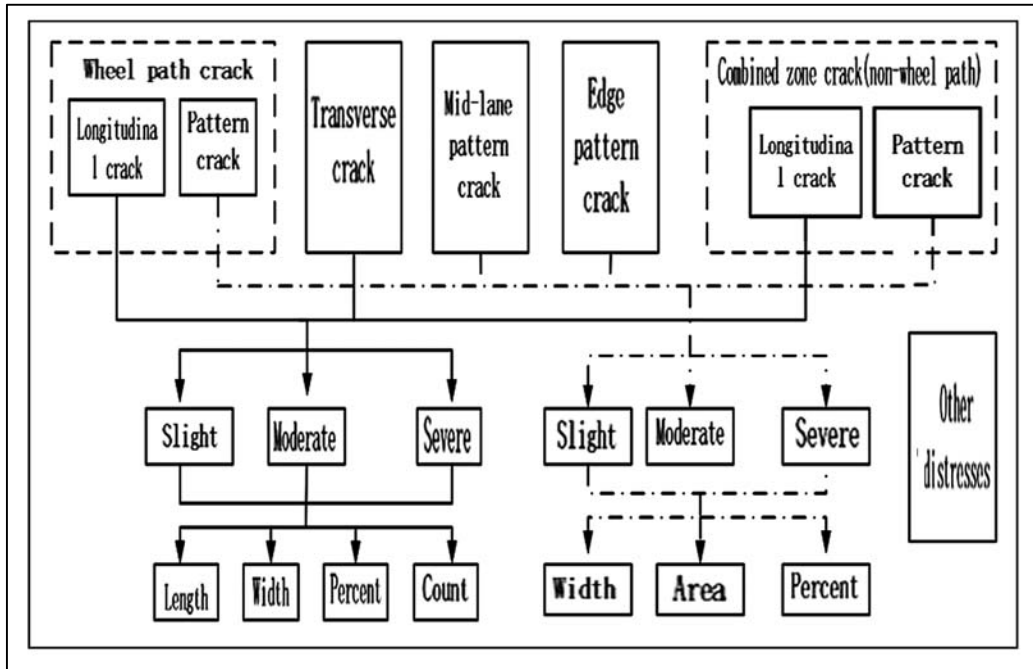 Wheel path crack
Longitudina
l crack
Pattern
crack
Transverse
crack
Mid-lane
pattern
crack
Edge
pattern
crack
Combined zone crack(non-wheel path)
Longitudina
l crack
Pattern
crack
Slight
Moderate
Severe
Slight
Moderate
Severe
Other
distresses
Length
Width
Percent
Count
Width
Area
Percent